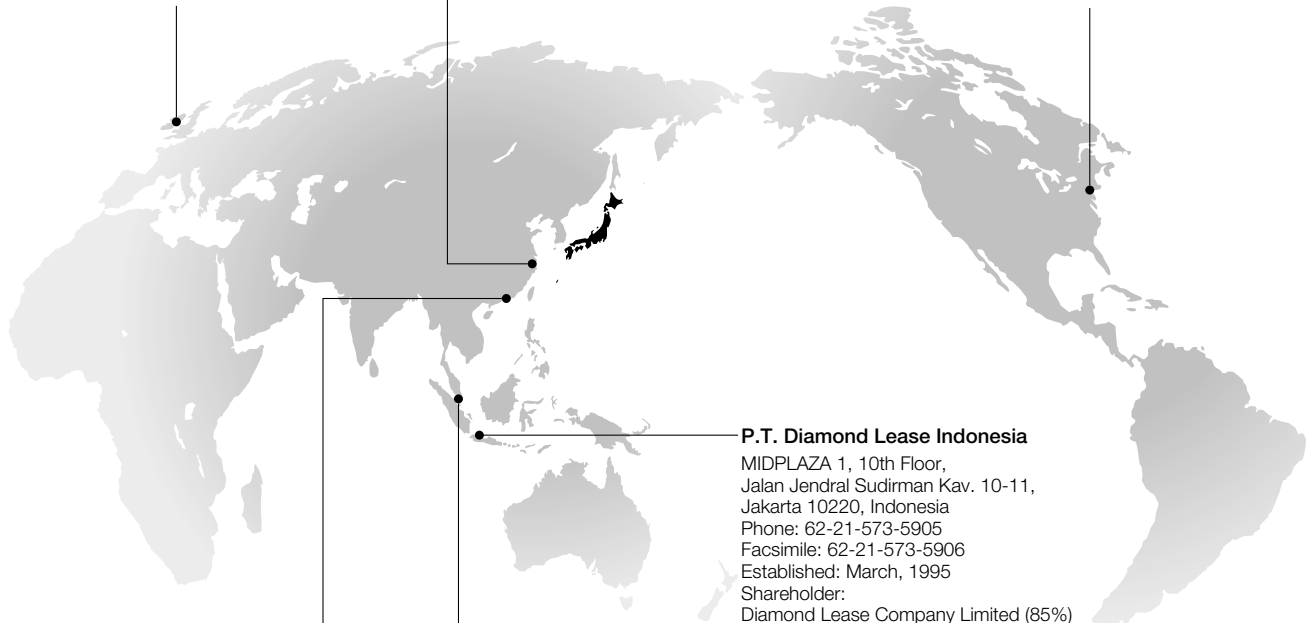 P.T. Diamond Lease Indonesia
MIDPLAZA 1, 10th Floor,
Jalan Jendral Sudirman Kav. 10-11,
Jakarta 10220, Indonesia
Phone: 62-21-573-5905
Facsimile: 62-21-573-5906
Established: March, 1995
Shareholder:
Diamond Lease Company Limited (85%)